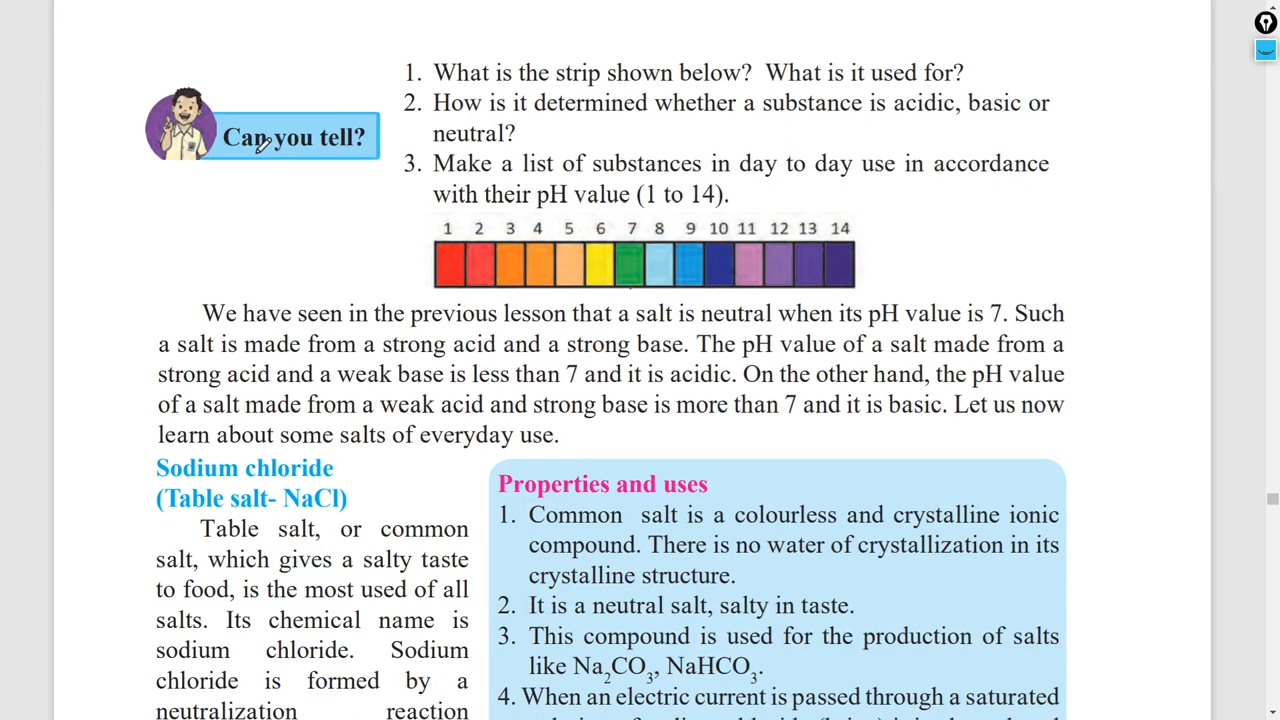 1. What is the strip shown below? What is it used for?
2. How is it determined whether a substance is acidic, basic or
neutral?
Can you tell?
3. Make a list of substances in day to day use in accordance
with their pH value (1 to 14).
1 2 3 4 5 6 7 8 9 10 11 12 13 14
We have seen in the previous lesson that a salt is neutral when its pH value is 7. Such
a salt is made from a strong acid and a strong base. The pH value of a salt made from a
strong acid and a weak base is less than 7 and it is acidic. On the other hand, the pH value
of a salt made from a weak acid and strong base is more than 7 and it is basic. Let us now
learn about some salts of everyday use.
Sodium chloride
(Table salt- NaCl)
Table salt, or common
salt, which gives a salty taste
to food, is the most used of all
salts. Its chemical name is
sodium chloride. Sodium
chloride is formed by a
neutralization reaction
Properties and uses
1. Common salt is a colourless and crystalline ionic
compound. There is no water of crystallization in its
crystalline structure.
2. It is a neutral salt, salty in taste.
3. This compound is used for the production of salts
like Na₂CO₃, NaHCO₃.
4. When an electric current is passed through a saturated